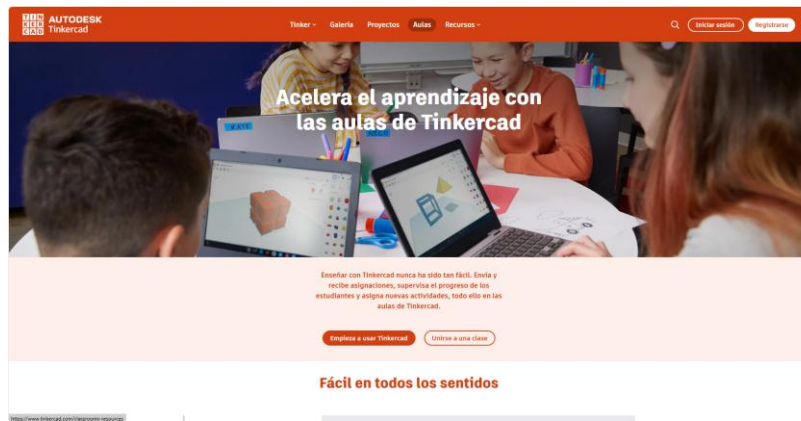 TIN
KER
CAD
AUTODESK
Tinkercad
Tinker
Galería
Proyectos
Aulas
Recursos
Iniciar sesión
Registrarse
Acelera el aprendizaje con
las aulas de Tinkercad
Enseñar con Tinkercad nunca ha sido tan fácil. Envía y
recibe asignaciones, supervisa el progreso de los
estudiantes y asigna nuevas actividades, todo ello en las
aulas de Tinkercad.
Empieza a usar Tinkercad
Unirse a una clase
Fácil en todos los sentidos
https://www.tinkercad.com/classrooms-resources